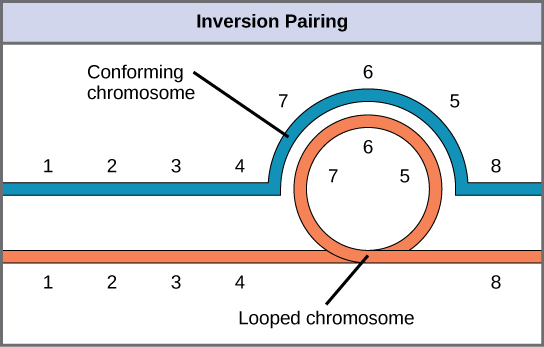 Inversion Pairing
Conforming
chromosome
6
7
5
1 2 3 4
8
6
7 5
1 2 3 4 8
Looped chromosome